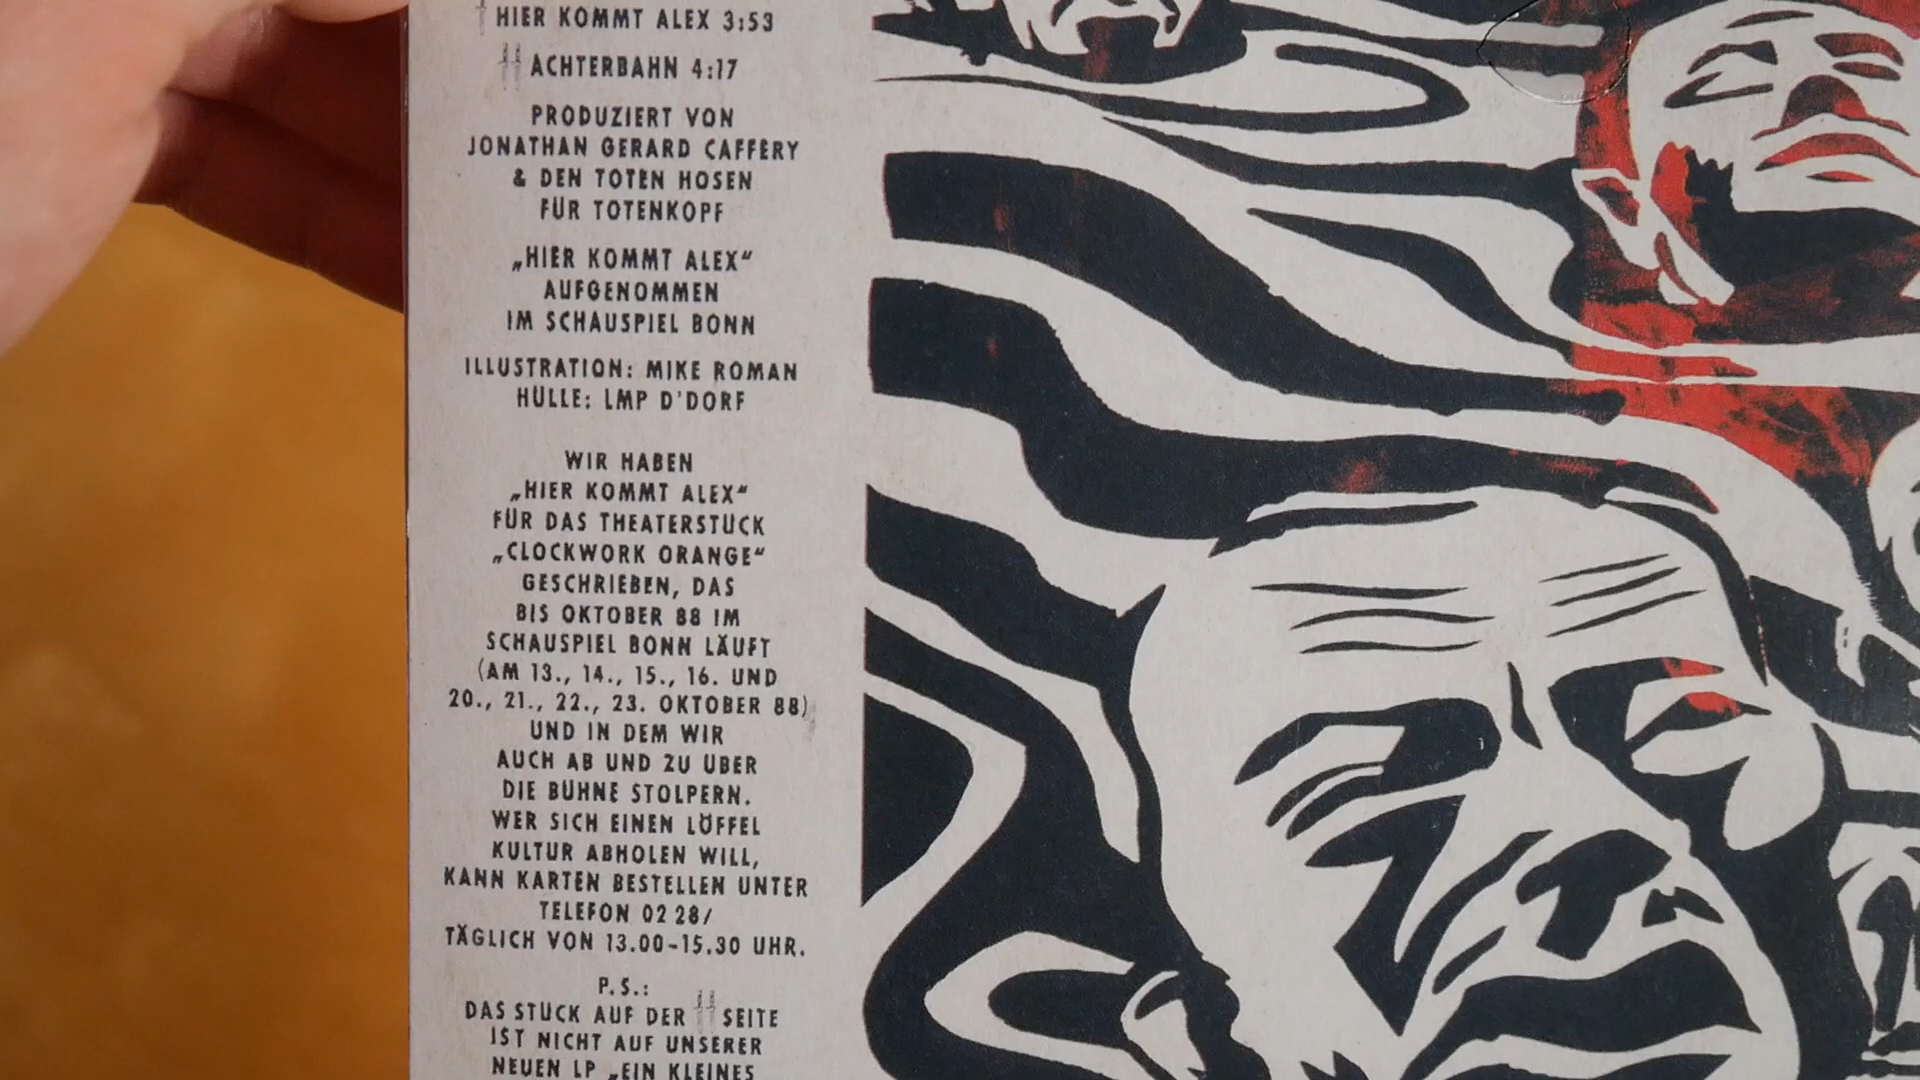 HIER KOMMT ALEX 3:53
ACHTERBAHN 4:17
PRODUZIERT VON
JONATHAN GERARD CAFFERY
& DEN TOTEN HOSEN
FÜR TOTENKOPF
„HIER KOMMT ALEX“
AUFGENOMMEN
IM SCHAUSPIEL BONN
ILLUSTRATION: MIKE ROMAN
HÜLLE: LMP D'DORF
WIR HABEN
„HIER KOMMT ALEX“
FÜR DAS THEATERSTÜCK
„CLOCKWORK ORANGE“
GESCHRIEBEN, DAS
BIS OKTOBER 88 IM
SCHAUSPIEL BONN LÄUFT
(AM 13., 14., 15., 16. UND
20., 21., 22., 23. OKTOBER 88)
UND IN DEM WIR
AUCH AB UND ZU ÜBER
DIE BÜHNE STOLPERN.
WER SICH EINEN LÖFFEL
KULTUR ABHOLEN WILL,
KANN KARTEN BESTELLEN UNTER
TELEFON 02 28/
TÄGLICH VON 13.00-15.30 UHR.
P.S.:
DAS STÜCK AUF DER †† SEITE
IST NICHT AUF UNSERER
NEUEN LP „EIN KLEINES